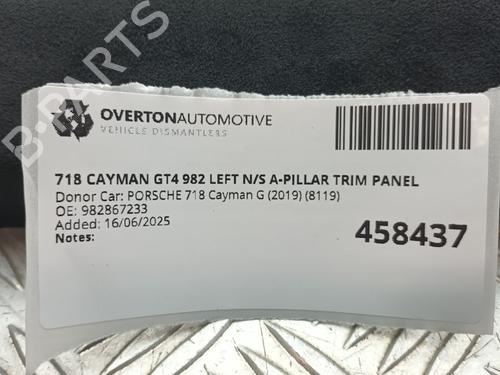 OVERTONAUTOMOTIVE
VEHICLE DISMANTLERS
718 CAYMAN GT4 982 LEFT N/S A-PILLAR TRIM PANEL
Donor Car: PORSCHE 718 Cayman G (2019) (8119)
OE: 982867233
Added: 16/06/2025
Notes:
458437
B-PARTS